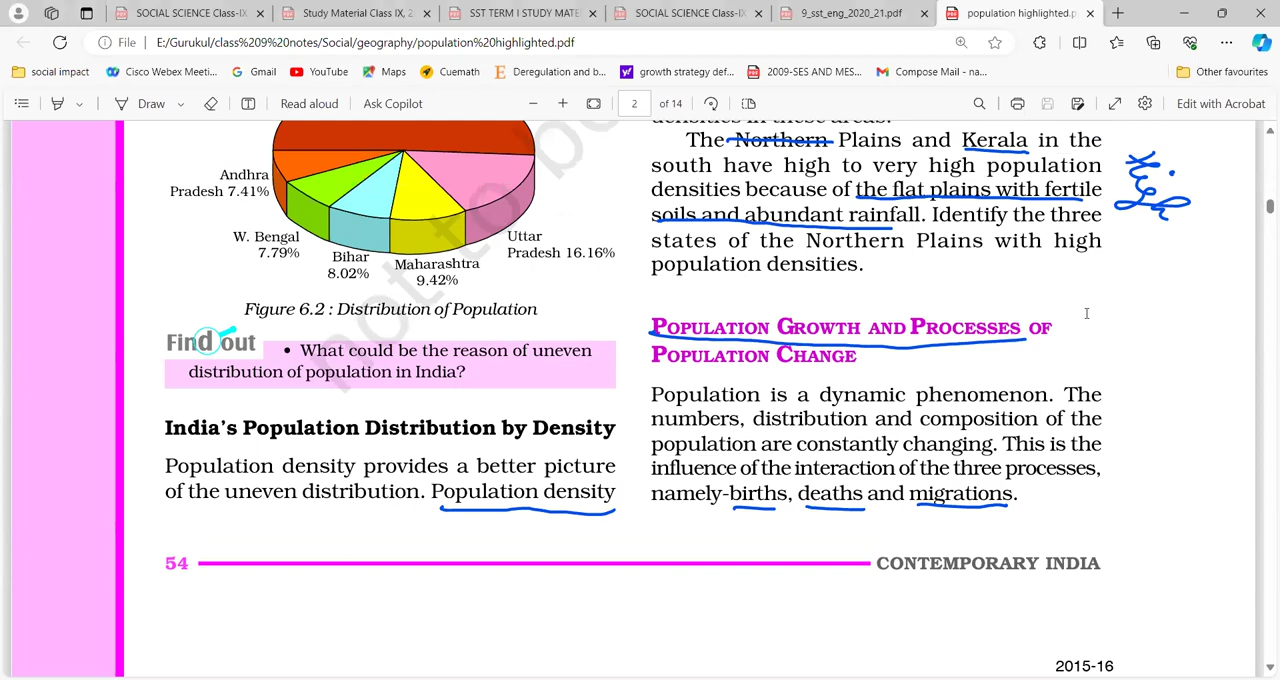 SOCIAL SCIENCE Class-IX
Study Material Class IX, 2
SST TERM I STUDY MATE
SOCIAL SCIENCE Class-IX
9_sst_eng_2020_21.pdf
population highlighted.p
File
E:/Gurukul/class%209%20notes/Social/geography/population%20highlighted.pdf
social impact
Cisco Webex Meeti...
Gmail
YouTube
Maps
Cuemath
Deregulation and b...
growth strategy def...
2009-SES AND MES...
Compose Mail - na...
Other favourites
Draw
Read aloud
Ask Copilot
2
of 14
Edit with Acrobat
Andhra
Pradesh 7.41%
W. Bengal
7.79%
Bihar
8.02%
Maharashtra
9.42%
Uttar
Pradesh 16.16%
Figure 6.2 : Distribution of Population
Find out
• What could be the reason of uneven
distribution of population in India?
India's Population Distribution by Density
Population density provides a better picture
of the uneven distribution. Population density
densities in these areas.
The Northern Plains and Kerala in the
south have high to very high population
densities because of the flat plains with fertile
soils and abundant rainfall. Identify the three
states of the Northern Plains with high
population densities.
POPULATION GROWTH AND PROCESSES OF
POPULATION CHANGE
Population is a dynamic phenomenon. The
numbers, distribution and composition of the
population are constantly changing. This is the
influence of the interaction of the three processes,
namely-births, deaths and migrations.
54
CONTEMPORARY INDIA
2015-16
not to be